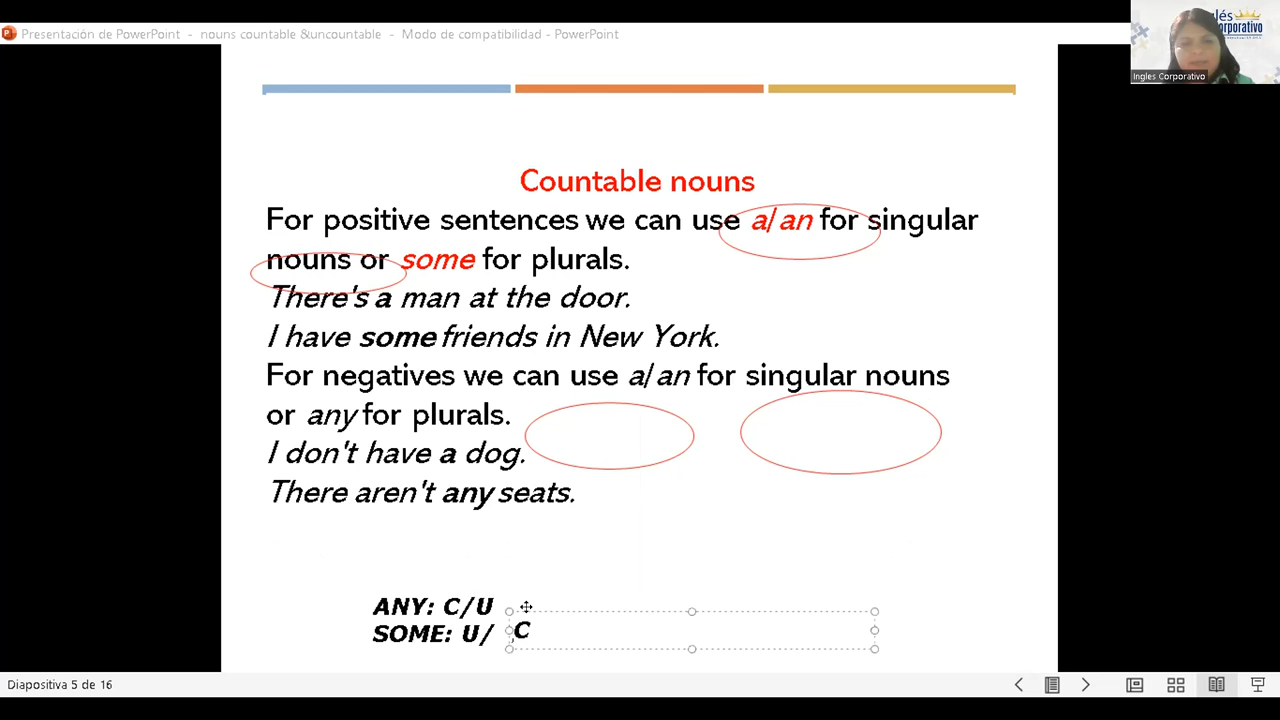 Presentación de PowerPoint - nouns countable &uncountable - Modo de compatibilidad - PowerPoint
glés
orporativo
Ingles Corporativo
Countable nouns
For positive sentences we can use a/an for singular
nouns or some for plurals.
There's a man at the door.
I have some friends in New York.
For negatives we can use a/an for singular nouns
or any for plurals.
I don't have a dog.
There aren't any seats.
ANY: C/U
SOME: U/ C
Diapositiva 5 de 16